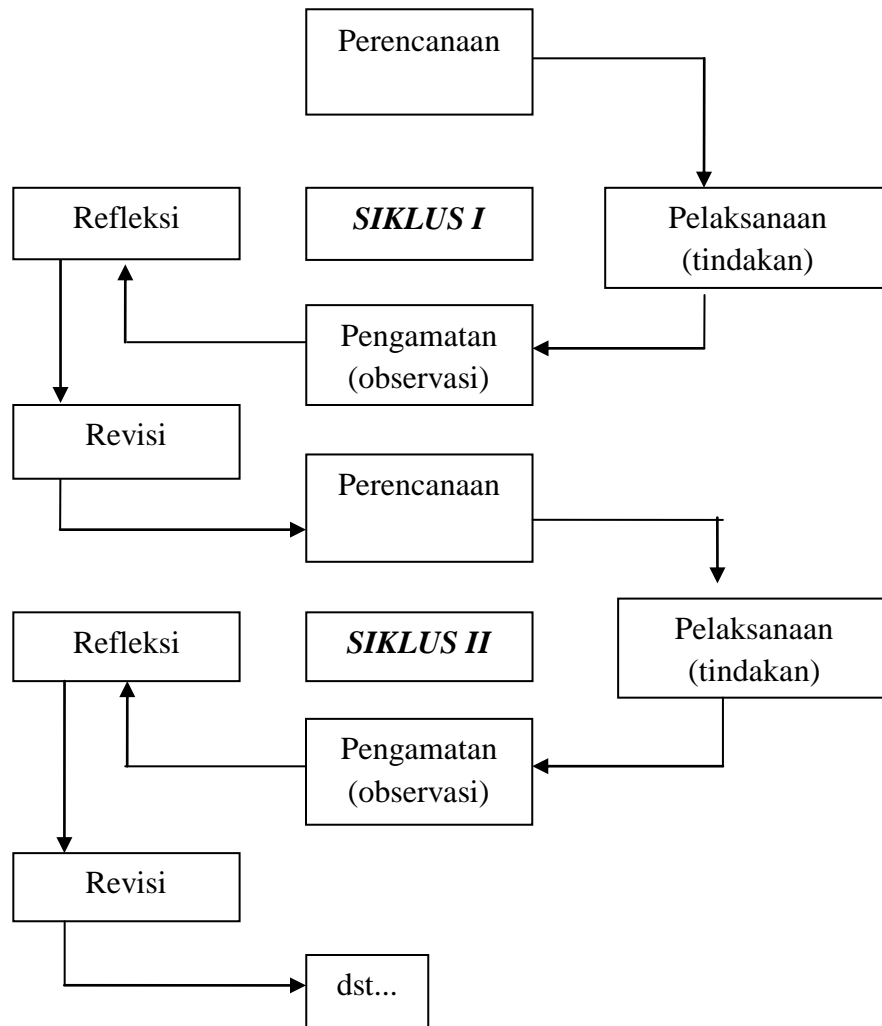 Perencanaan
Refleksi
SIKLUS I
Pelaksanaan
(tindakan)
Pengamatan
(observasi)
Revisi
Perencanaan
Refleksi
SIKLUS II
Pelaksanaan
(tindakan)
Pengamatan
(observasi)
Revisi
dst...